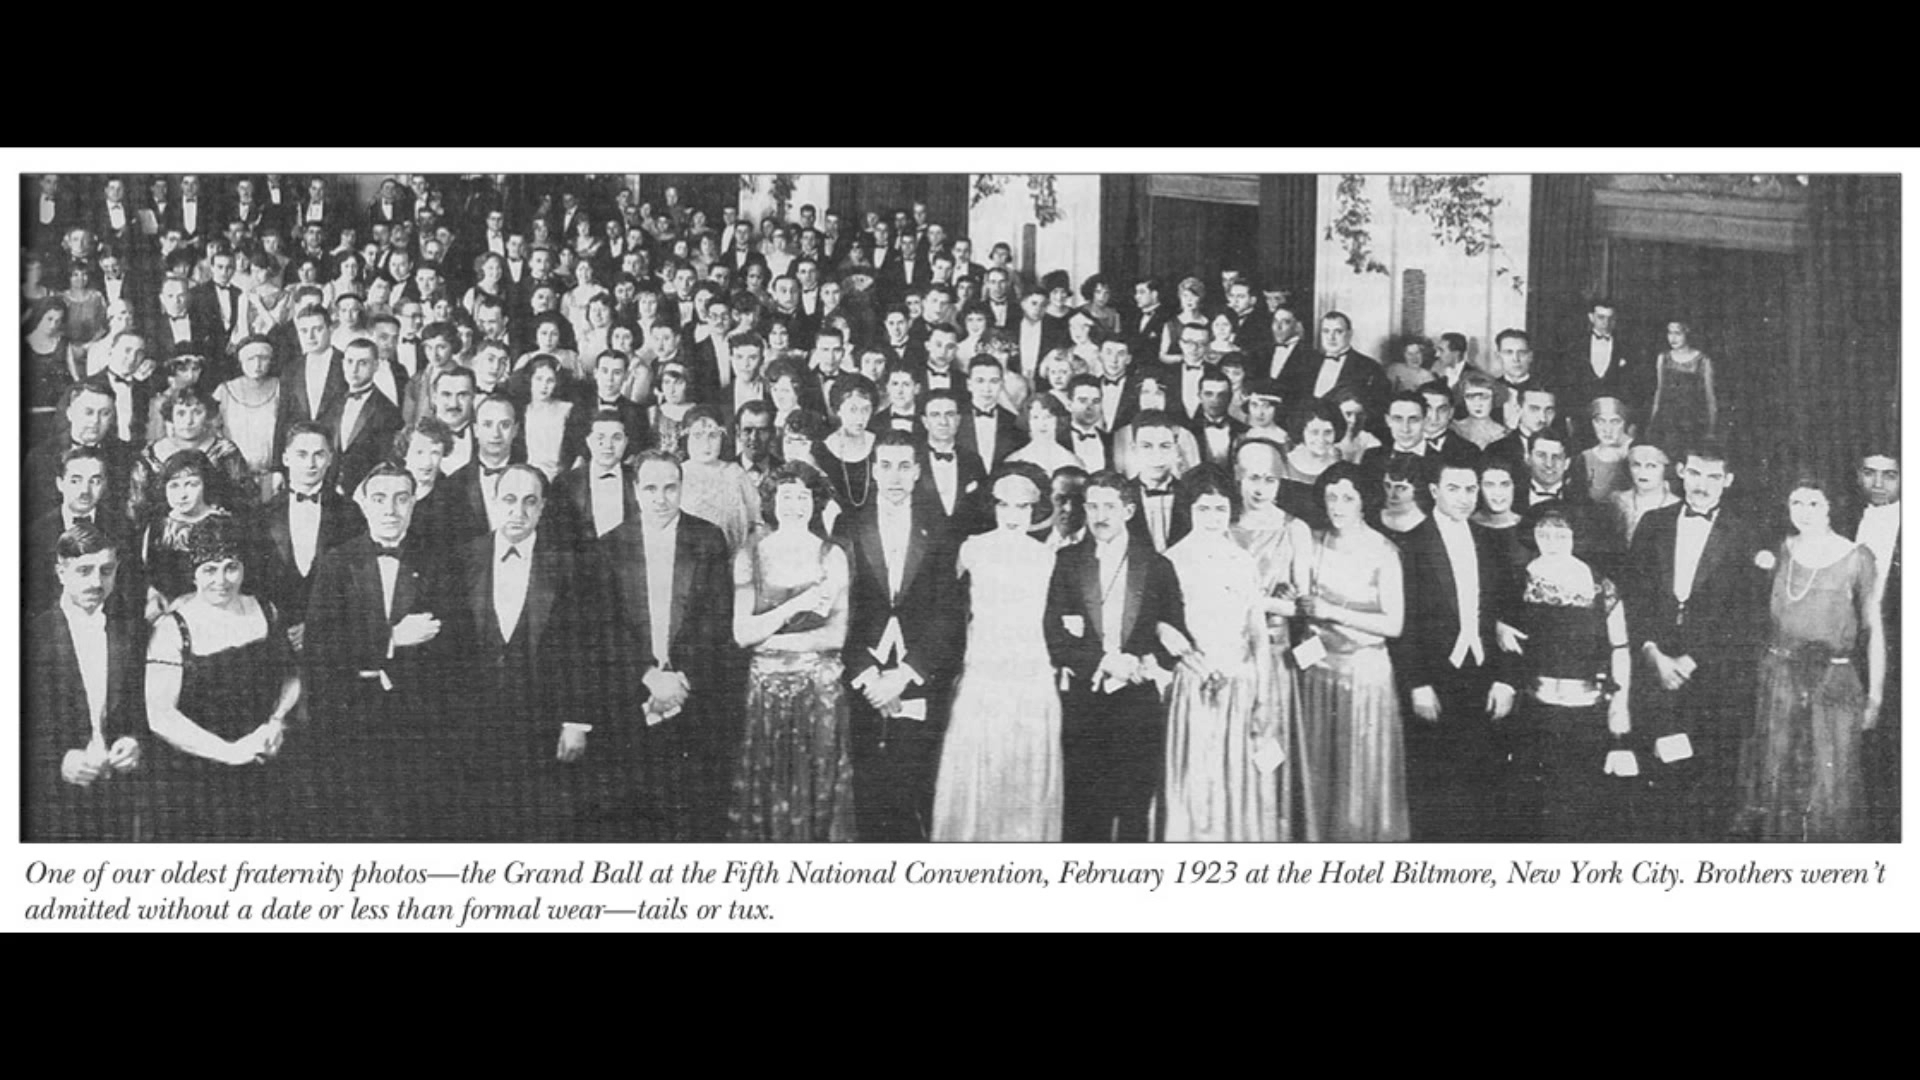 One of our oldest fraternity photos—the Grand Ball at the Fifth National Convention, February 1923 at the Hotel Biltmore, New York City. Brothers weren't
admitted without a date or less than formal wear—tails or tux.